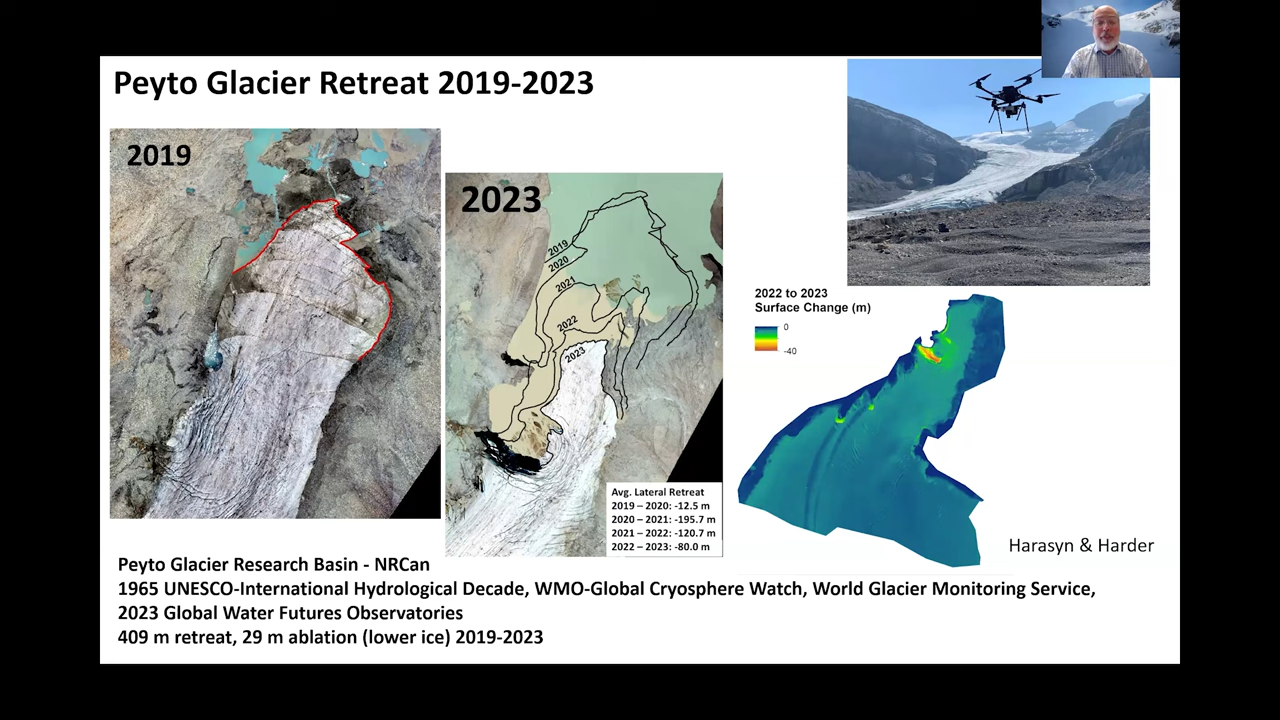 Peyto Glacier Retreat 2019-2023
2019
2023
2019
2020
2021
2022
2023
Avg. Lateral Retreat
2019 – 2020: -12.5 m
2020 – 2021: -195.7 m
2021 – 2022: -120.7 m
2022 – 2023: -80.0 m
2022 to 2023
Surface Change (m)
0
-40
Harasyn & Harder
Peyto Glacier Research Basin - NRCan
1965 UNESCO-International Hydrological Decade, WMO-Global Cryosphere Watch, World Glacier Monitoring Service,
2023 Global Water Futures Observatories
409 m retreat, 29 m ablation (lower ice) 2019-2023